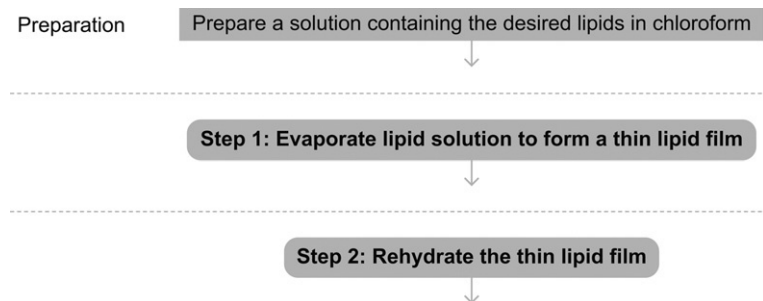 Preparation
Prepare a solution containing the desired lipids in chloroform
Step 1: Evaporate lipid solution to form a thin lipid film
Step 2: Rehydrate the thin lipid film